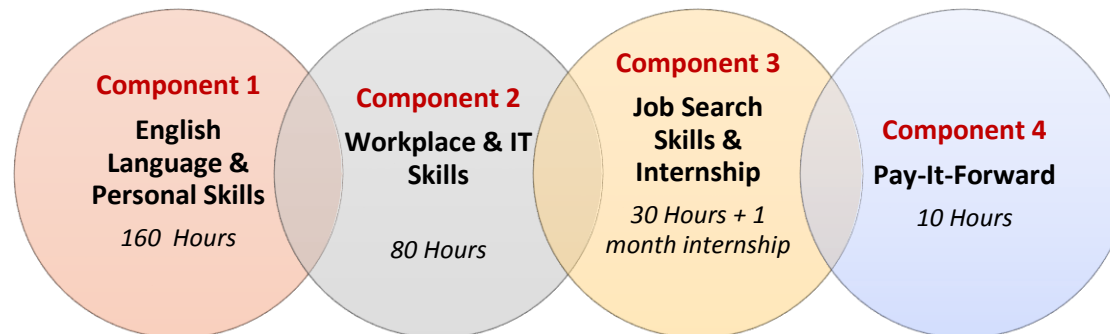 Component 1
English
Language &
Personal Skills
160 Hours
Component 2
Workplace & IT
Skills
80 Hours
Component 3
Job Search
Skills &
Internship
30 Hours + 1
month internship
Component 4
Pay-It-Forward
10 Hours